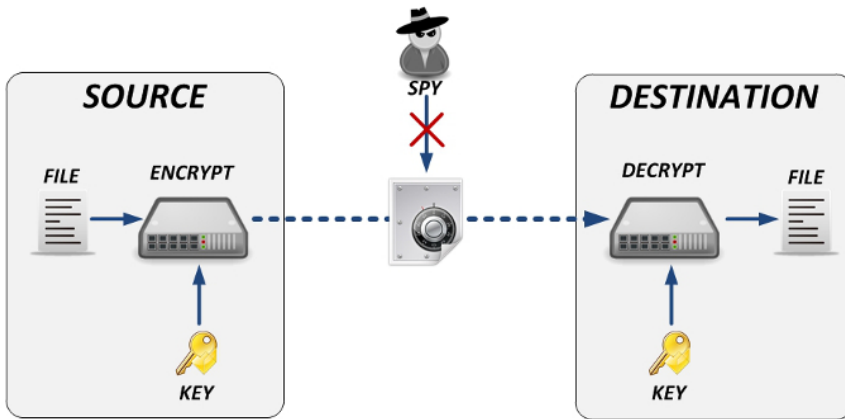 SPY
SOURCE
DESTINATION
FILE
ENCRYPT
KEY
DECRYPT
FILE
KEY